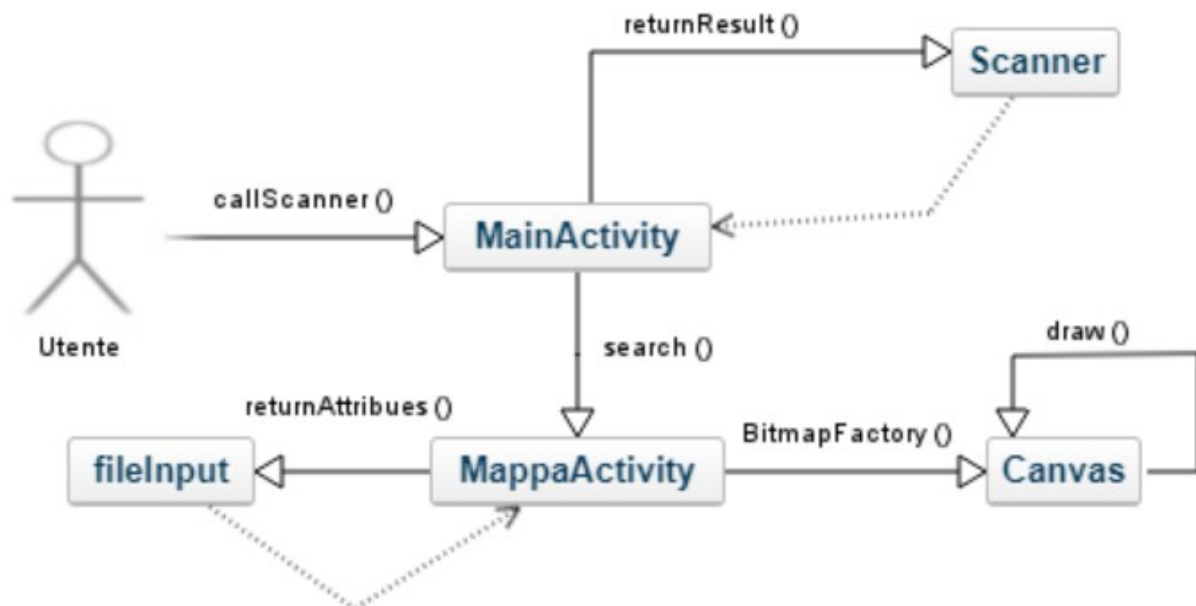 returnResult ()
Scanner
callScanner ()
MainActivity
Utente
search ()
draw ()
returnAttribues ()
BitmapFactory ()
fileInput
MappaActivity
Canvas